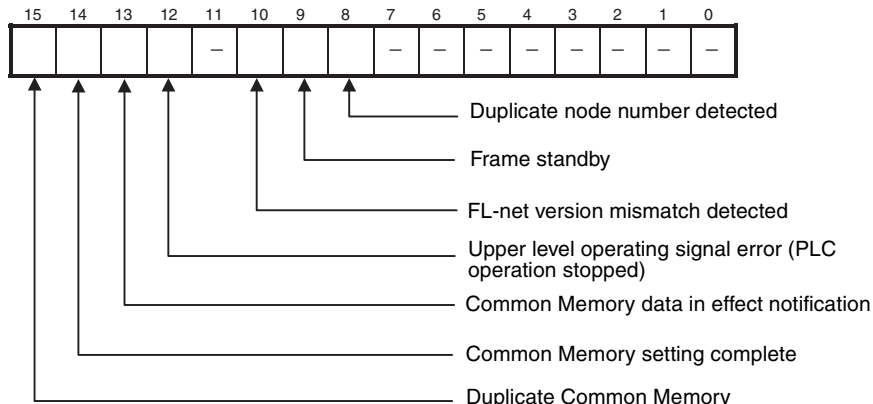 15 14 13 12 11 10 9 8 7 6 5 4 3 2 1 0
– – – – – – – – –
Duplicate node number detected
Frame standby
FL-net version mismatch detected
Upper level operating signal error (PLC
operation stopped)
Common Memory data in effect notification
Common Memory setting complete
Duplicate Common Memory